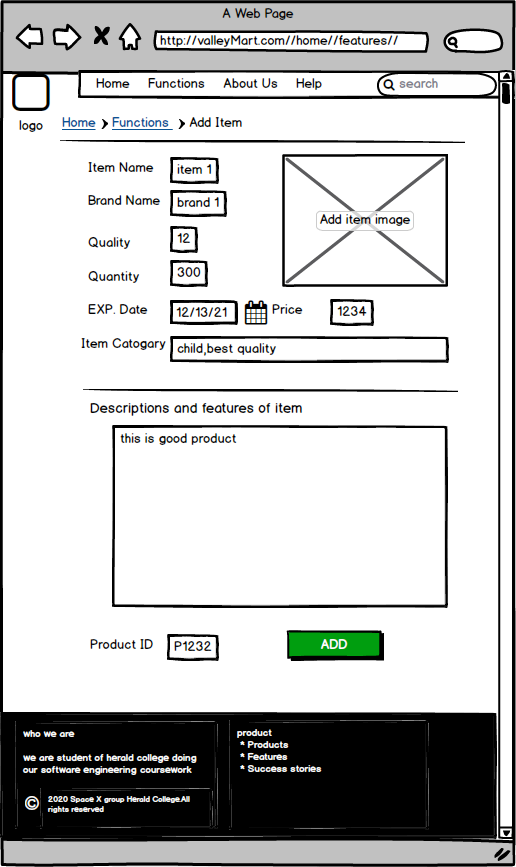 A Web Page
http://valleyMart.com//home//features//
Home Functions About Us Help search
logo
Home Functions Add Item
Item Name item 1
Brand Name brand 1
Add item image
Quality 12
Quantity 300
EXP. Date 12/13/21 Price 1234
Item Catogary child,best quality
Descriptions and features of item
this is good product
Product ID P1232 ADD
who we are
we are student of herald college doing
our software engineering coursework
© 2020 Space X group Herald College.All
rights reserved
product
* Products
* Features
* Success stories